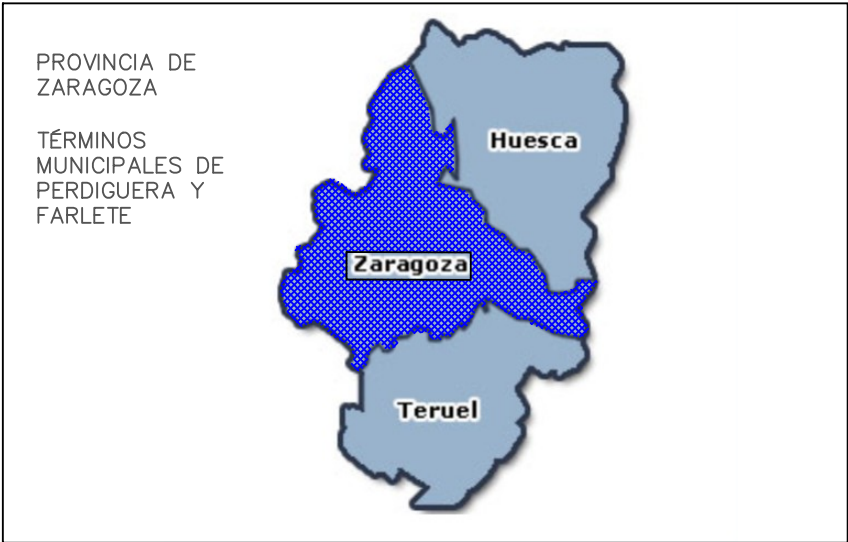 PROVINCIA DE
ZARAGOZA
TÉRMINOS
MUNICIPALES DE
PERDIGUERA Y
FARLETE
Huesca
Zaragoza
Teruel